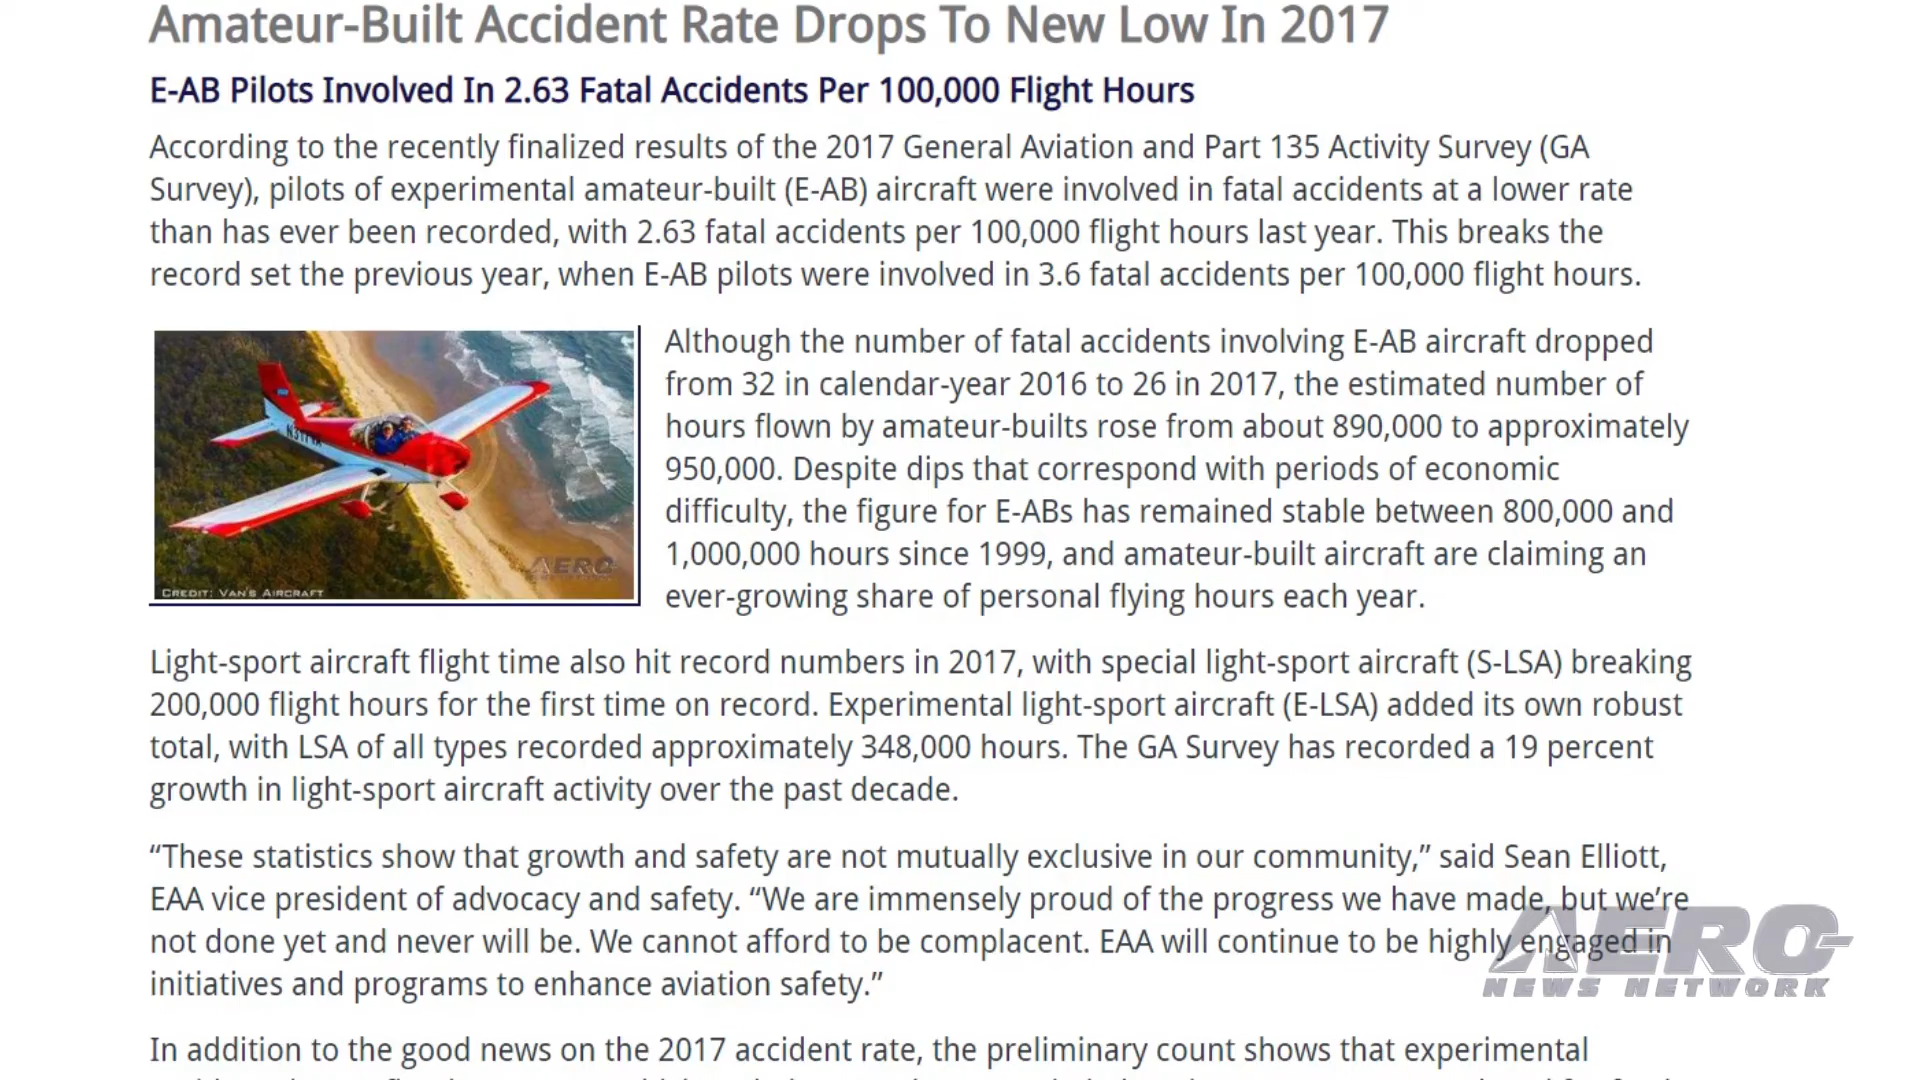 Amateur-Built Accident Rate Drops To New Low In 2017
E-AB Pilots Involved In 2.63 Fatal Accidents Per 100,000 Flight Hours
According to the recently finalized results of the 2017 General Aviation and Part 135 Activity Survey (GA
Survey), pilots of experimental amateur-built (E-AB) aircraft were involved in fatal accidents at a lower rate
than has ever been recorded, with 2.63 fatal accidents per 100,000 flight hours last year. This breaks the
record set the previous year, when E-AB pilots were involved in 3.6 fatal accidents per 100,000 flight hours.
Although the number of fatal accidents involving E-AB aircraft dropped
from 32 in calendar-year 2016 to 26 in 2017, the estimated number of
hours flown by amateur-builts rose from about 890,000 to approximately
950,000. Despite dips that correspond with periods of economic
difficulty, the figure for E-ABs has remained stable between 800,000 and
1,000,000 hours since 1999, and amateur-built aircraft are claiming an
ever-growing share of personal flying hours each year.
AERO
CREDIT: VAN'S AIRCRAFT
Light-sport aircraft flight time also hit record numbers in 2017, with special light-sport aircraft (S-LSA) breaking
200,000 flight hours for the first time on record. Experimental light-sport aircraft (E-LSA) added its own robust
total, with LSA of all types recorded approximately 348,000 hours. The GA Survey has recorded a 19 percent
growth in light-sport aircraft activity over the past decade.
“These statistics show that growth and safety are not mutually exclusive in our community,” said Sean Elliott,
EAA vice president of advocacy and safety. “We are immensely proud of the progress we have made, but we’re
not done yet and never will be. We cannot afford to be complacent. EAA will continue to be highly engaged in
initiatives and programs to enhance aviation safety.”
AERO-
NEWS NETWORK
In addition to the good news on the 2017 accident rate, the preliminary count shows that experimental